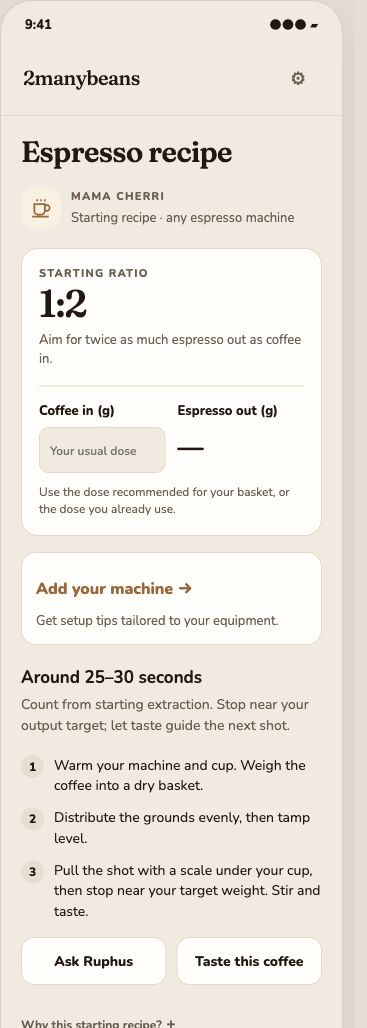 9:41
2manybeans
Espresso recipe
MAMA CHERRI
Starting recipe · any espresso machine
STARTING RATIO
1:2
Aim for twice as much espresso out as coffee
in.
Coffee in (g) Espresso out (g)
Your usual dose —
Use the dose recommended for your basket, or
the dose you already use.
Add your machine →
Get setup tips tailored to your equipment.
Around 25–30 seconds
Count from starting extraction. Stop near your
output target; let taste guide the next shot.
1 Warm your machine and cup. Weigh the
coffee into a dry basket.
2 Distribute the grounds evenly, then tamp
level.
3 Pull the shot with a scale under your cup,
then stop near your target weight. Stir and
taste.
Ask Ruphus Taste this coffee
Why this starting recipe? +